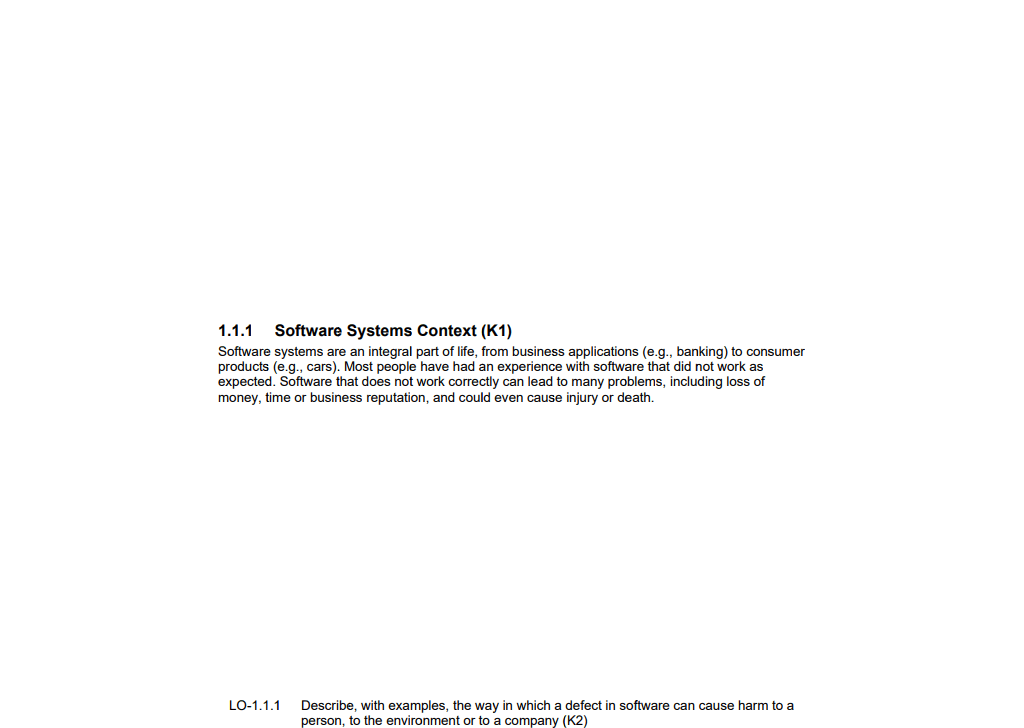 1.1.1 Software Systems Context (K1)
Software systems are an integral part of life, from business applications (e.g., banking) to consumer
products (e.g., cars). Most people have had an experience with software that did not work as
expected. Software that does not work correctly can lead to many problems, including loss of
money, time or business reputation, and could even cause injury or death.
LO-1.1.1 Describe, with examples, the way in which a defect in software can cause harm to a
person, to the environment or to a company (K2)